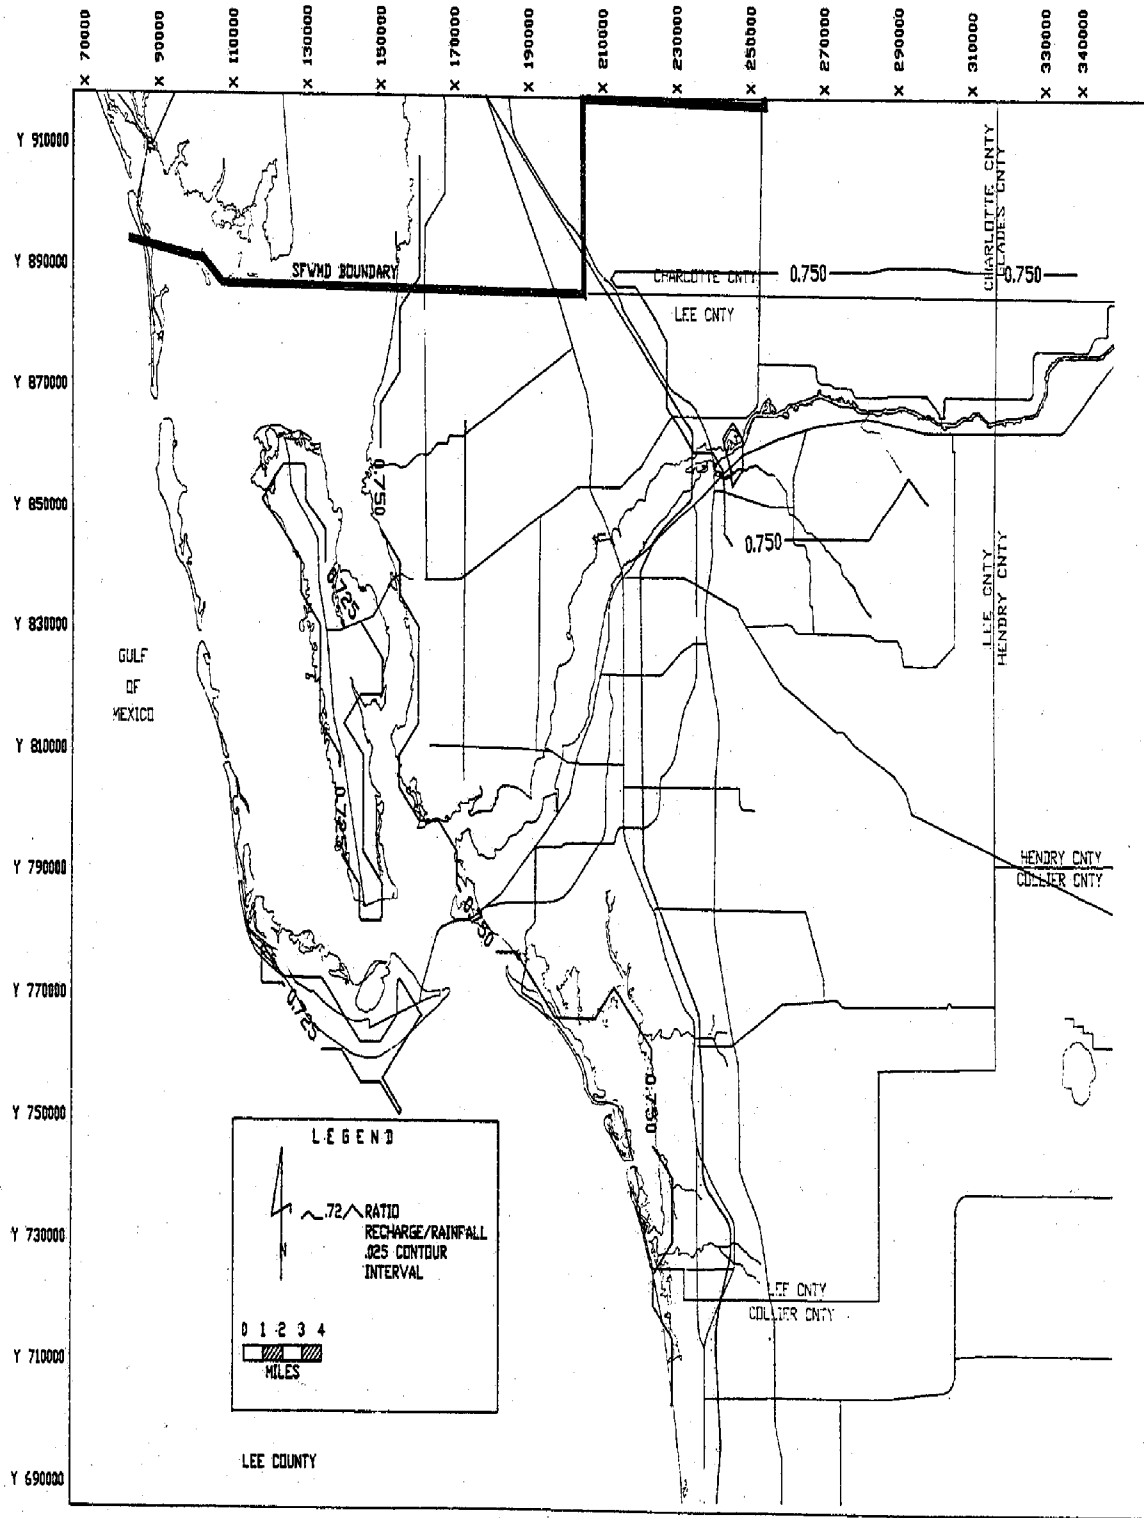 X 70000
X 90000
X 110000
X 130000
X 150000
X 170000
X 190000
X 210000
X 230000
X 250000
X 270000
X 290000
X 310000
X 330000
X 340000
Y 910000
Y 890000
Y 870000
Y 850000
Y 830000
Y 810000
Y 790000
Y 770000
Y 750000
Y 730000
Y 710000
Y 690000
CHARLOTTE CNTY
GLADES CNTY
SFWMD BOUNDARY
CHARLOTTE CNTY
0.750
0.750
LEE CNTY
0.750
0.750
LEE CNTY
HENDRY CNTY
0.725
GULF
OF
MEXICO
0.725
HENDRY CNTY
COLLIER CNTY
0.750
0.725
0.750
LEGEND
.72
RATIO
RECHARGE/RAINFALL
.025 CONTOUR
INTERVAL
N
0 1 2 3 4
MILES
LEE CNTY
COLLIER CNTY
LEE COUNTY